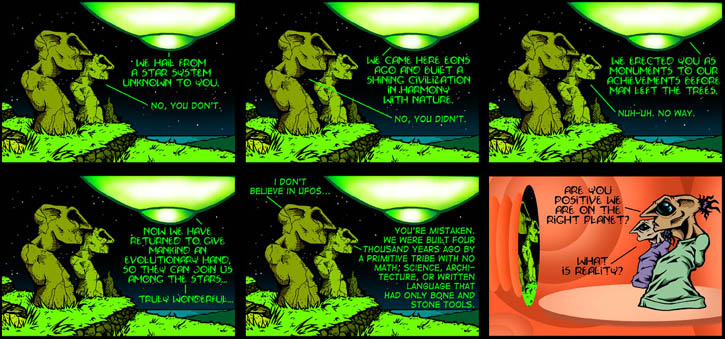 WE HAIL FROM
A STAR SYSTEM
UNKNOWN TO YOU.
NO, YOU DON'T.
WE CAME HERE EONS
AGO AND BUILT A
SHINING CIVILIZATION
IN HARMONY
WITH NATURE.
NO, YOU DIDN'T.
WE ERECTED YOU AS
MONUMENTS TO OUR
ACHIEVEMENTS BEFORE
MAN LEFT THE TREES.
NUH-UH. NO WAY.
NOW WE HAVE
RETURNED TO GIVE
MANKIND AN
EVOLUTIONARY HAND,
SO THEY CAN JOIN US
AMONG THE STARS...
TRULY WONDERFUL...
I DON'T
BELIEVE IN UFOS...
YOU'RE MISTAKEN.
WE WERE BUILT FOUR
THOUSAND YEARS AGO BY
A PRIMITIVE TRIBE WITH NO
MATH, SCIENCE, ARCHI-
TECTURE, OR WRITTEN
LANGUAGE THAT
HAD ONLY BONE AND
STONE TOOLS.
ARE YOU
POSITIVE WE
ARE ON THE
RIGHT PLANET?
WHAT
IS REALITY?